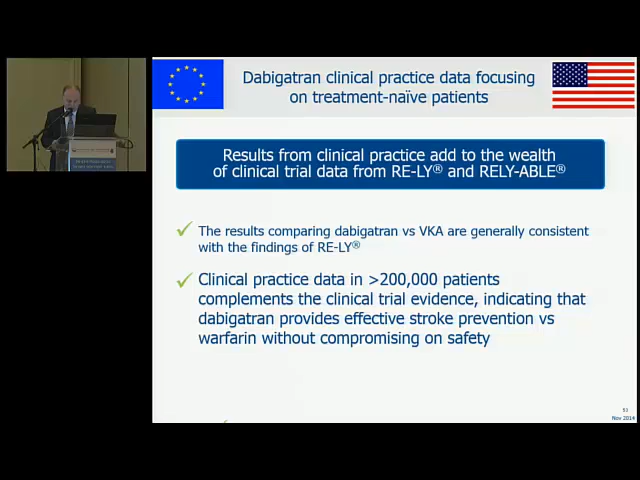 Dabigatran clinical practice data focusing
on treatment-naïve patients
Results from clinical practice add to the wealth
of clinical trial data from RE-LY® and RELY-ABLE®
The results comparing dabigatran vs VKA are generally consistent
with the findings of RE-LY®
Clinical practice data in >200,000 patients
complements the clinical trial evidence, indicating that
dabigatran provides effective stroke prevention vs
warfarin without compromising on safety
Nov 2014